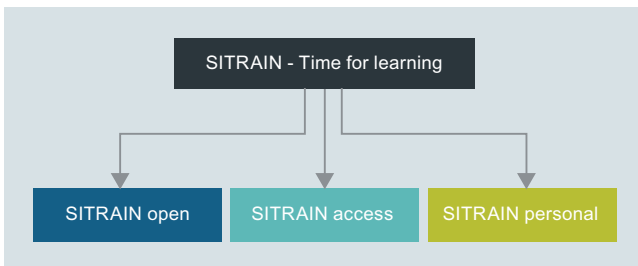 SITRAIN - Time for learning
SITRAIN open
SITRAIN access
SITRAIN personal